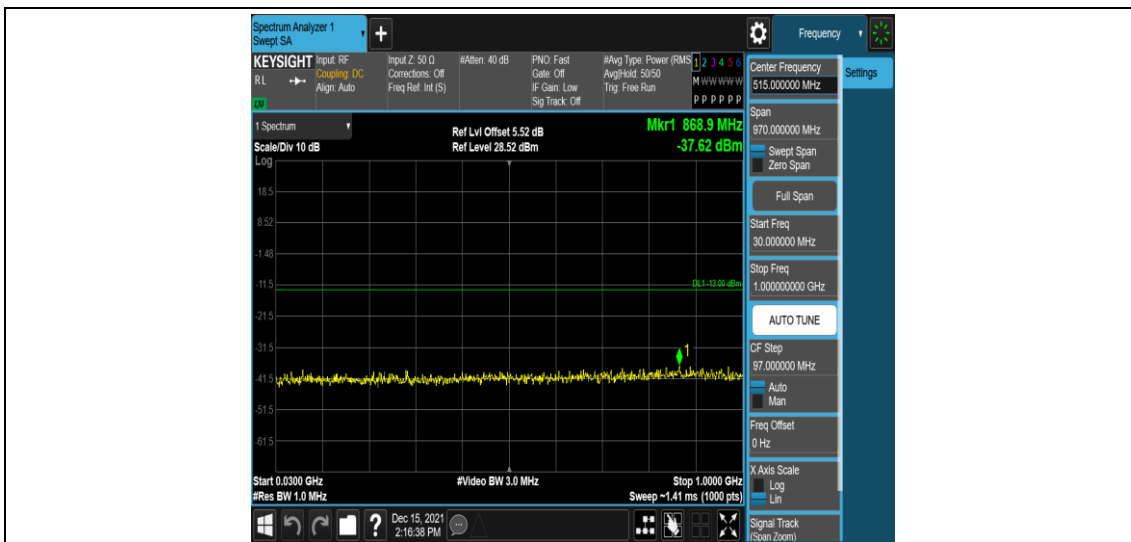 Spectrum Analyzer 1
Swept SA
+
Frequency
KEYSIGHT
Input: RF
Input Z: 50 Ω
#Atten: 40 dB
PNO: Fast
#Avg Type: Power (RMS
1 2 3 4 5 6
RL
Coupling: DC
Corrections: Off
Gate: Off
Avg|Hold: 50/50
M W W W W W
Align: Auto
Freq Ref: Int (S)
IF Gain: Low
Trig: Free Run
Sig Track: Off
P P P P P P
1 Spectrum
Ref Lvl Offset 5.52 dB
Mkr1 868.9 MHz
Scale/Div 10 dB
Ref Level 28.52 dBm
-37.62 dBm
Log
18.5
8.52
-1.48
-11.5
DL1 -13.00 dBm
-21.5
-31.5
1
-41.5
-51.5
-61.5
Start 0.0300 GHz
#Video BW 3.0 MHz
Stop 1.0000 GHz
#Res BW 1.0 MHz
Sweep ~1.41 ms (1000 pts)
?
Dec 15, 2021
2:16:38 PM
Center Frequency
515.000000 MHz
Settings
Span
970.000000 MHz
Swept Span
Zero Span
Full Span
Start Freq
30.000000 MHz
Stop Freq
1.000000000 GHz
AUTO TUNE
CF Step
97.000000 MHz
Auto
Man
Freq Offset
0 Hz
X Axis Scale
Log
Lin
Signal Track
(Span Zoom)